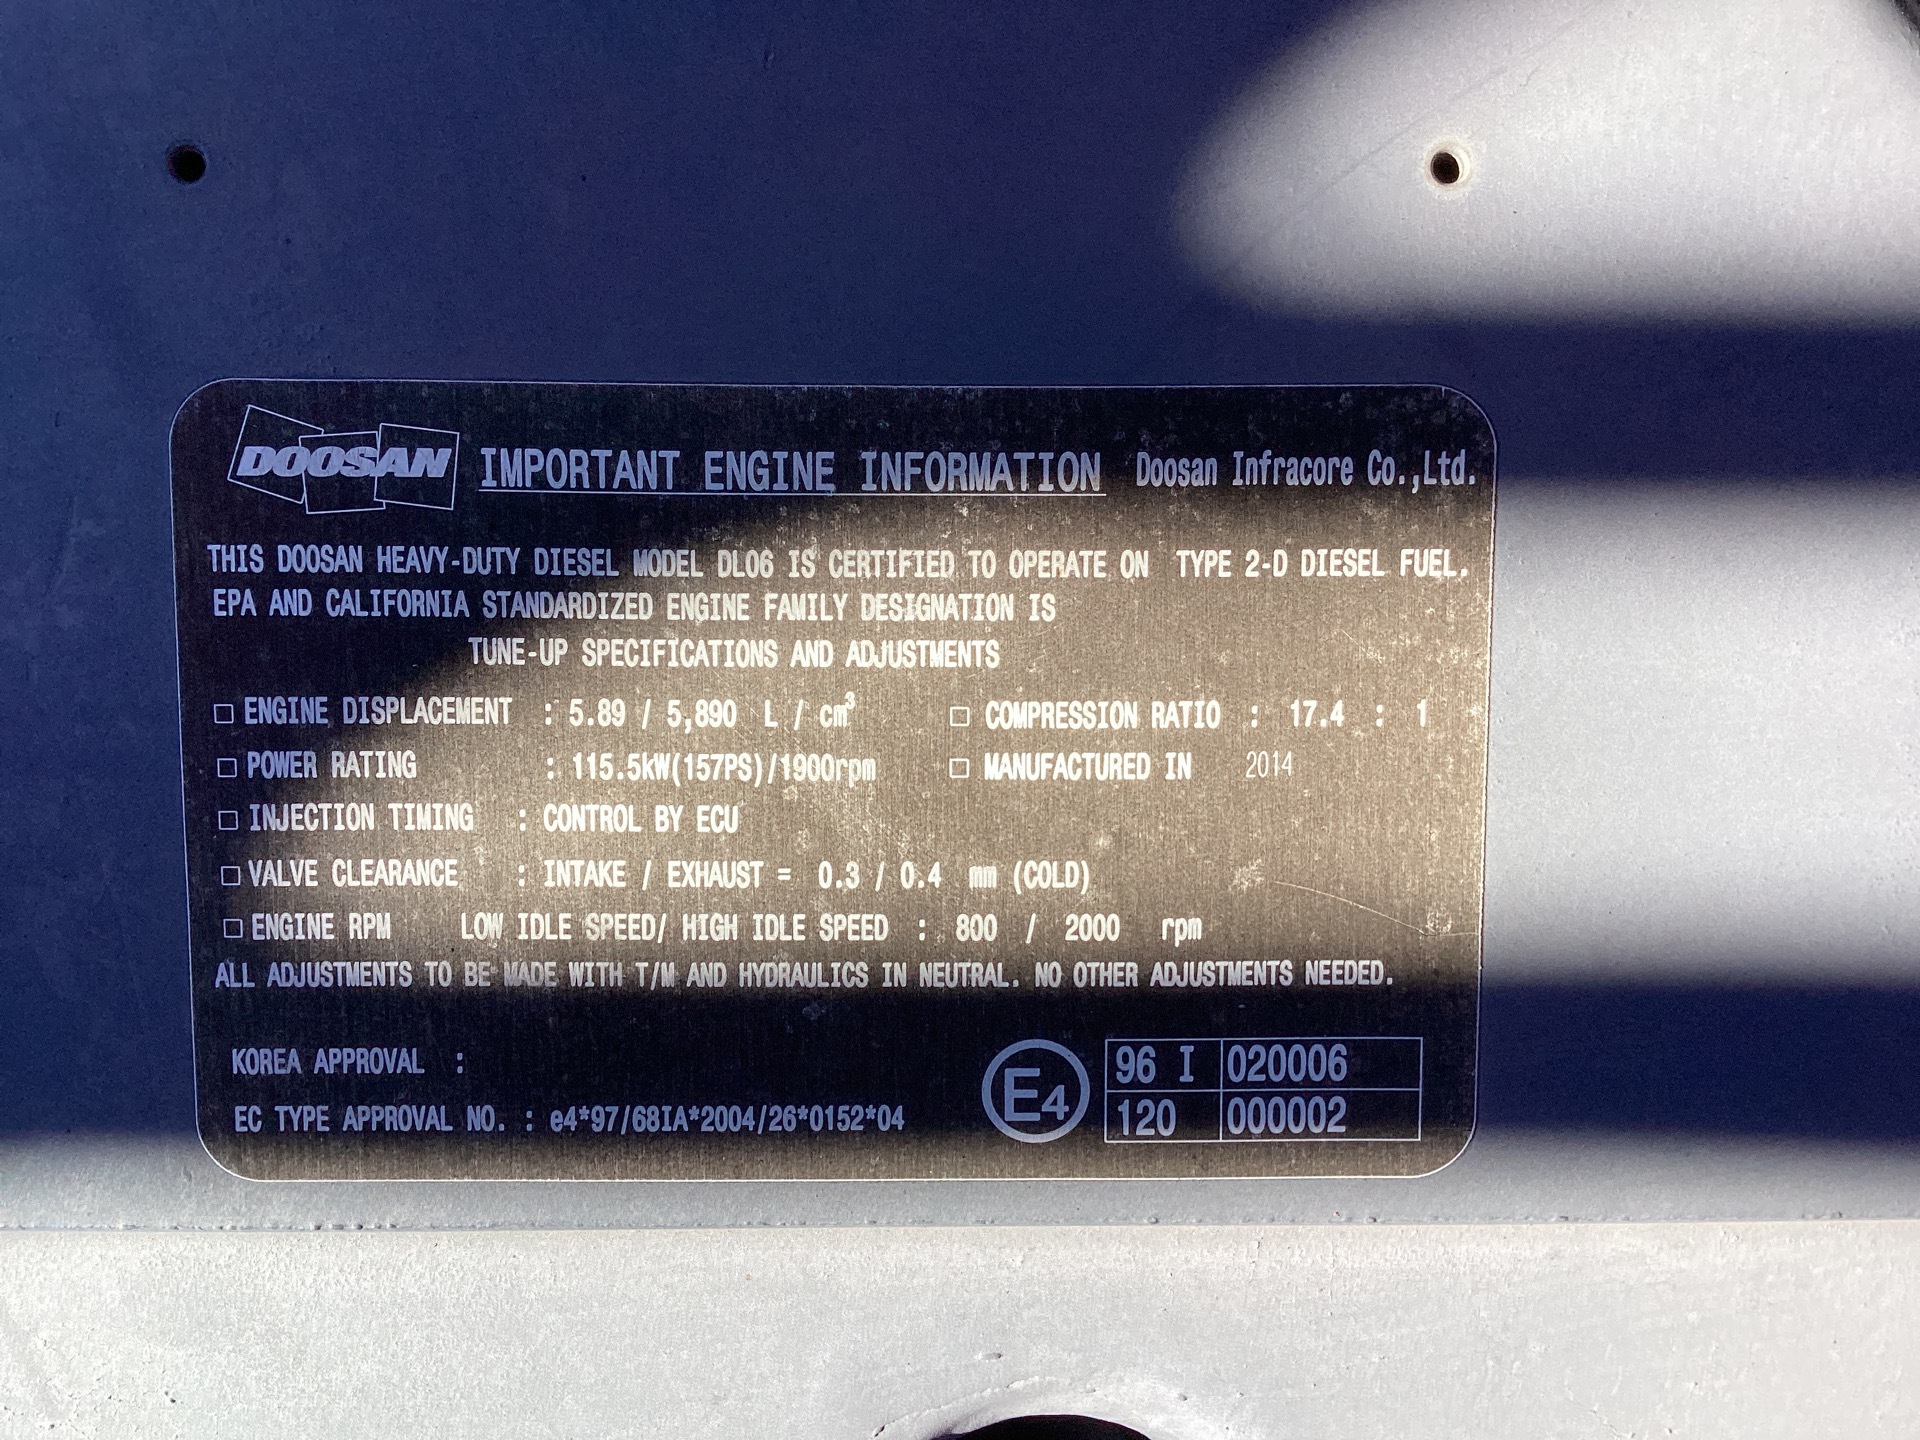 DOOSAN IMPORTANT ENGINE INFORMATION Doosan Infracore Co.,Ltd.
THIS DOOSAN HEAVY-DUTY DIESEL MODEL DL06 IS CERTIFIED TO OPERATE ON TYPE 2-D DIESEL FUEL.
EPA AND CALIFORNIA STANDARDIZED ENGINE FAMILY DESIGNATION IS
TUNE-UP SPECIFICATIONS AND ADJUSTMENTS
□ ENGINE DISPLACEMENT : 5.89 / 5,890 L / cm³ □ COMPRESSION RATIO : 17.4 : 1
□ POWER RATING : 115.5kW(157PS)/1900rpm □ MANUFACTURED IN 2014
□ INJECTION TIMING : CONTROL BY ECU
□ VALVE CLEARANCE : INTAKE / EXHAUST = 0.3 / 0.4 mm (COLD)
□ ENGINE RPM LOW IDLE SPEED/ HIGH IDLE SPEED : 800 / 2000 rpm
ALL ADJUSTMENTS TO BE MADE WITH T/M AND HYDRAULICS IN NEUTRAL. NO OTHER ADJUSTMENTS NEEDED.
KOREA APPROVAL :
EC TYPE APPROVAL NO. : e4*97/68IA*2004/26*0152*04
E4
96 I 020006
120 000002